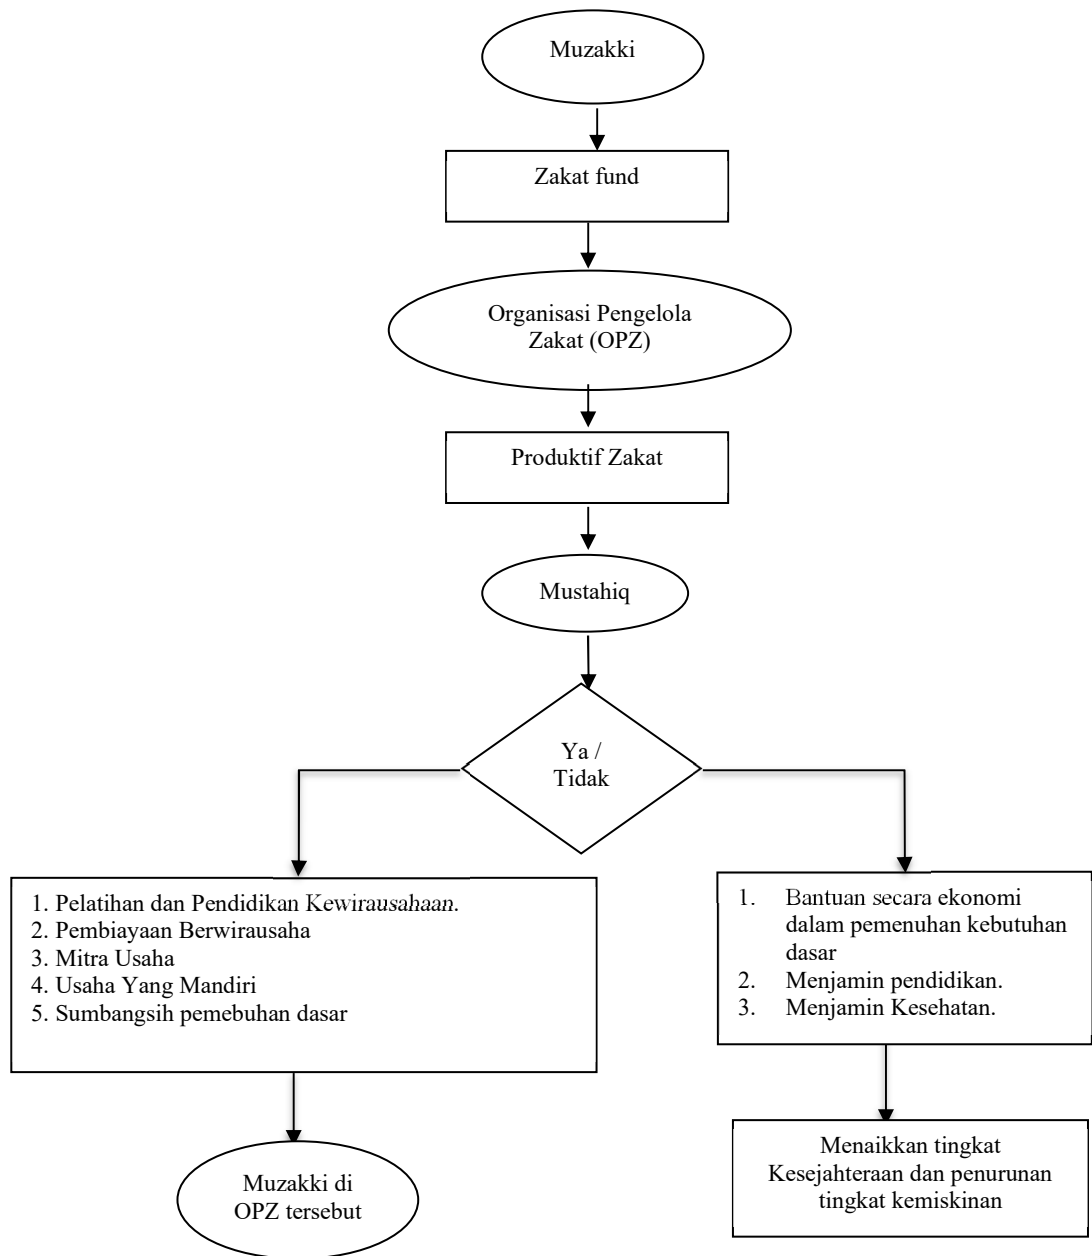 Muzakki
Zakat fund
Organisasi Pengelola
Zakat (OPZ)
Produktif Zakat
Mustahiq
Ya /
Tidak
1. Pelatihan dan Pendidikan Kewirausahaan.
2. Pembiayaan Berwirausaha
3. Mitra Usaha
4. Usaha Yang Mandiri
5. Sumbangsih pemebuhan dasar
1. Bantuan secara ekonomi
dalam pemenuhan kebutuhan
dasar
2. Menjamin pendidikan.
3. Menjamin Kesehatan.
Muzakki di
OPZ tersebut
Menaikkan tingkat
Kesejahteraan dan penurunan
tingkat kemiskinan